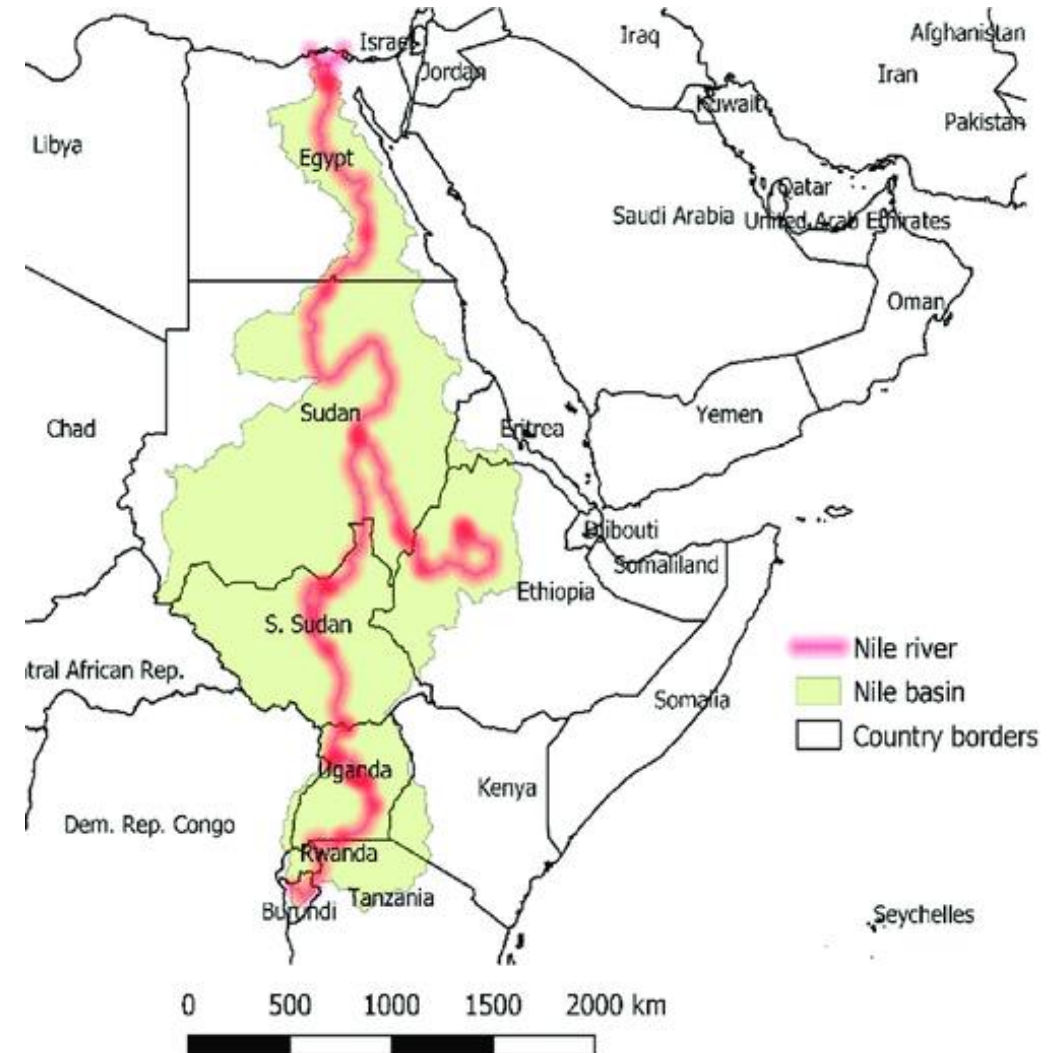 Israel
Iraq
Afghanistan
Jordan
Iran
Kuwait
Pakistan
Libya
Egypt
Qatar
Saudi Arabia
United Arab Emirates
Oman
Sudan
Chad
Eritrea
Yemen
Djibouti
Somaliland
Ethiopia
S. Sudan
Nile river
ntral African Rep.
Nile basin
Somalia
Country borders
Uganda
Kenya
Dem. Rep. Congo
Rwanda
Tanzania
Burundi
Seychelles
0 500 1000 1500 2000 km